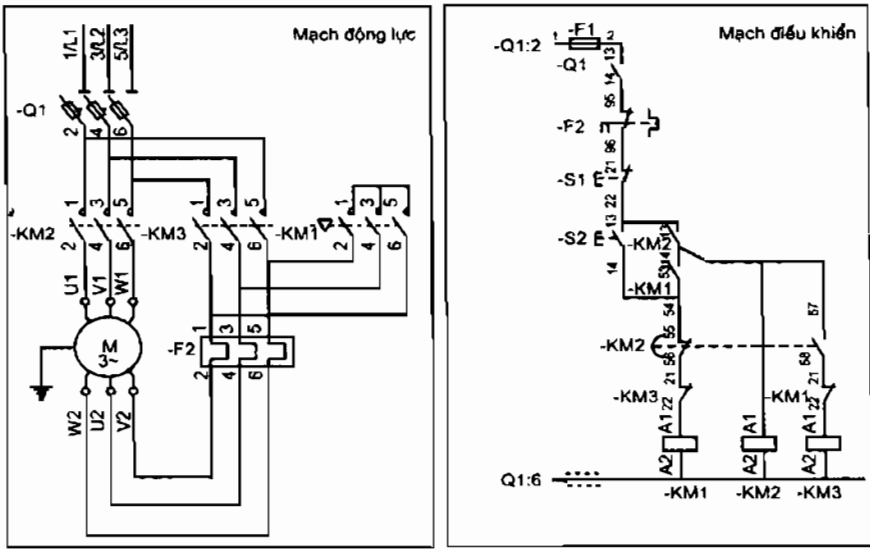 Mạch động lực
1/L1
3/L2
5/L3
-Q1
2
4
6
1
3
5
1
3
5
1
3
5
-KM2
2
4
6
-KM3
2
4
6
-KM1
2
4
6
U1
V1
W1
M
3~
1
3
5
-F2
2
4
6
W2
U2
V2
Mạch điều khiển
-Q1:2
1
-F1
2
-Q1
13
14
95
-F2
96
-S1 E
21
22
-S2 E
13
14
-KM2
13
14
-KM1
53
54
57
-KM2
55
56
58
-KM3
21
22
-KM1
21
22
A1
A2
A1
A2
A1
A2
Q1:6
-KM1 -KM2 -KM3